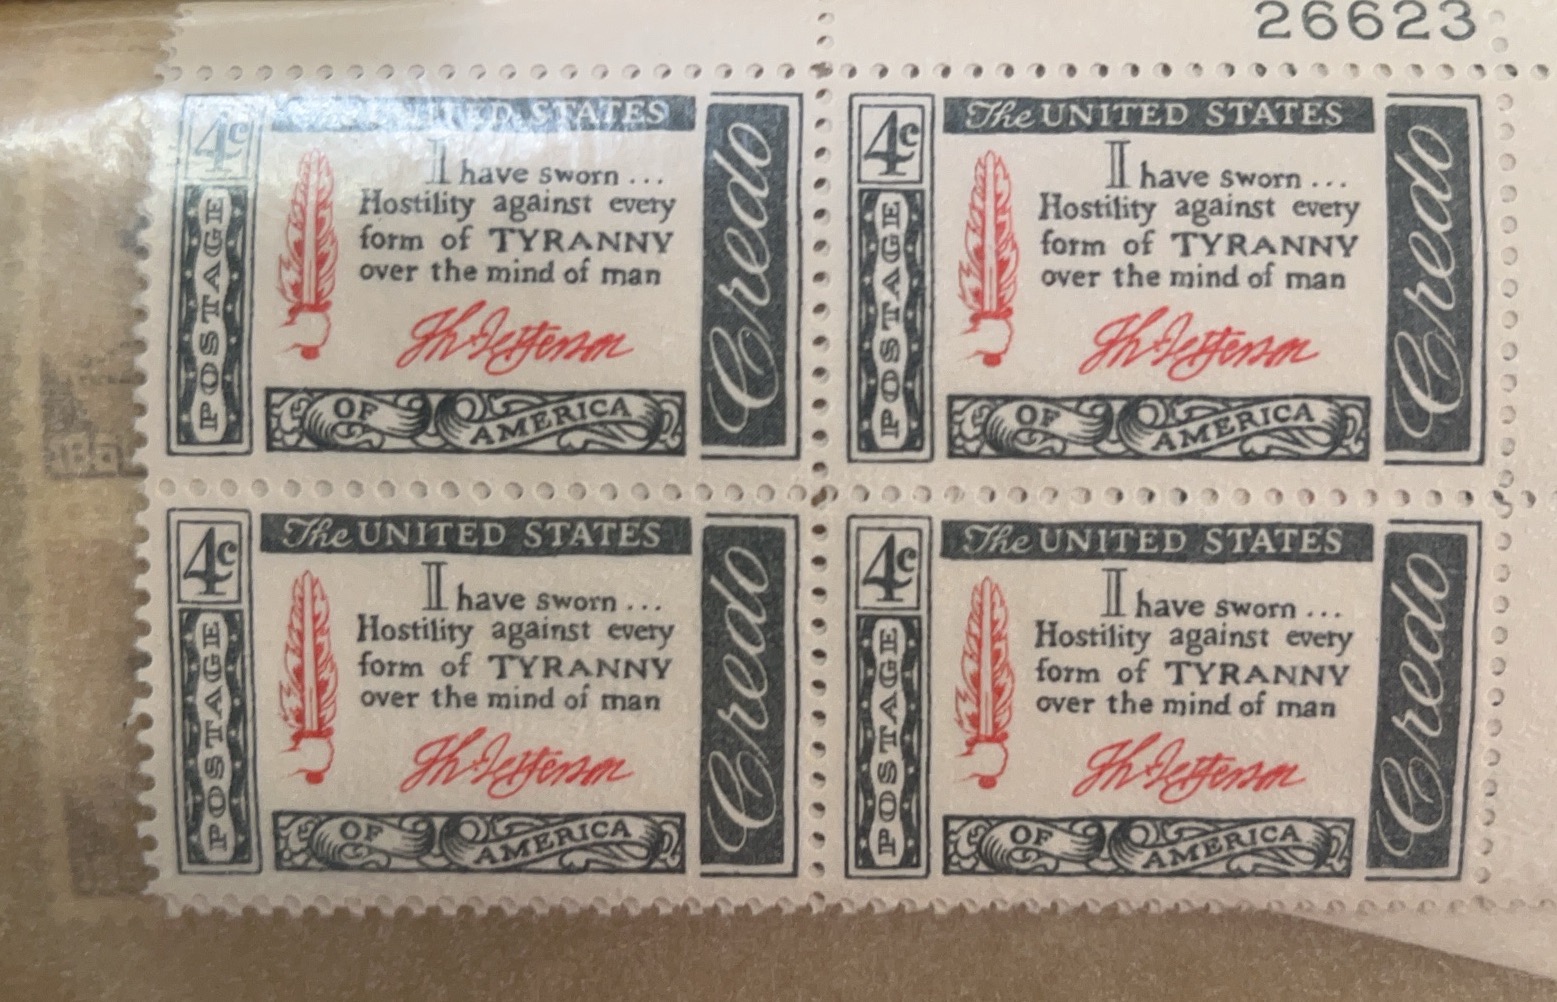 26623
4c
The UNITED STATES
I have sworn ...
Hostility against every
form of TYRANNY
over the mind of man
Th Jefferson
POSTAGE
OF AMERICA
Credo
4c
The UNITED STATES
I have sworn ...
Hostility against every
form of TYRANNY
over the mind of man
Th Jefferson
POSTAGE
OF AMERICA
Credo
4c
The UNITED STATES
I have sworn ...
Hostility against every
form of TYRANNY
over the mind of man
Th Jefferson
POSTAGE
OF AMERICA
Credo
4c
The UNITED STATES
I have sworn ...
Hostility against every
form of TYRANNY
over the mind of man
Th Jefferson
POSTAGE
OF AMERICA
Credo